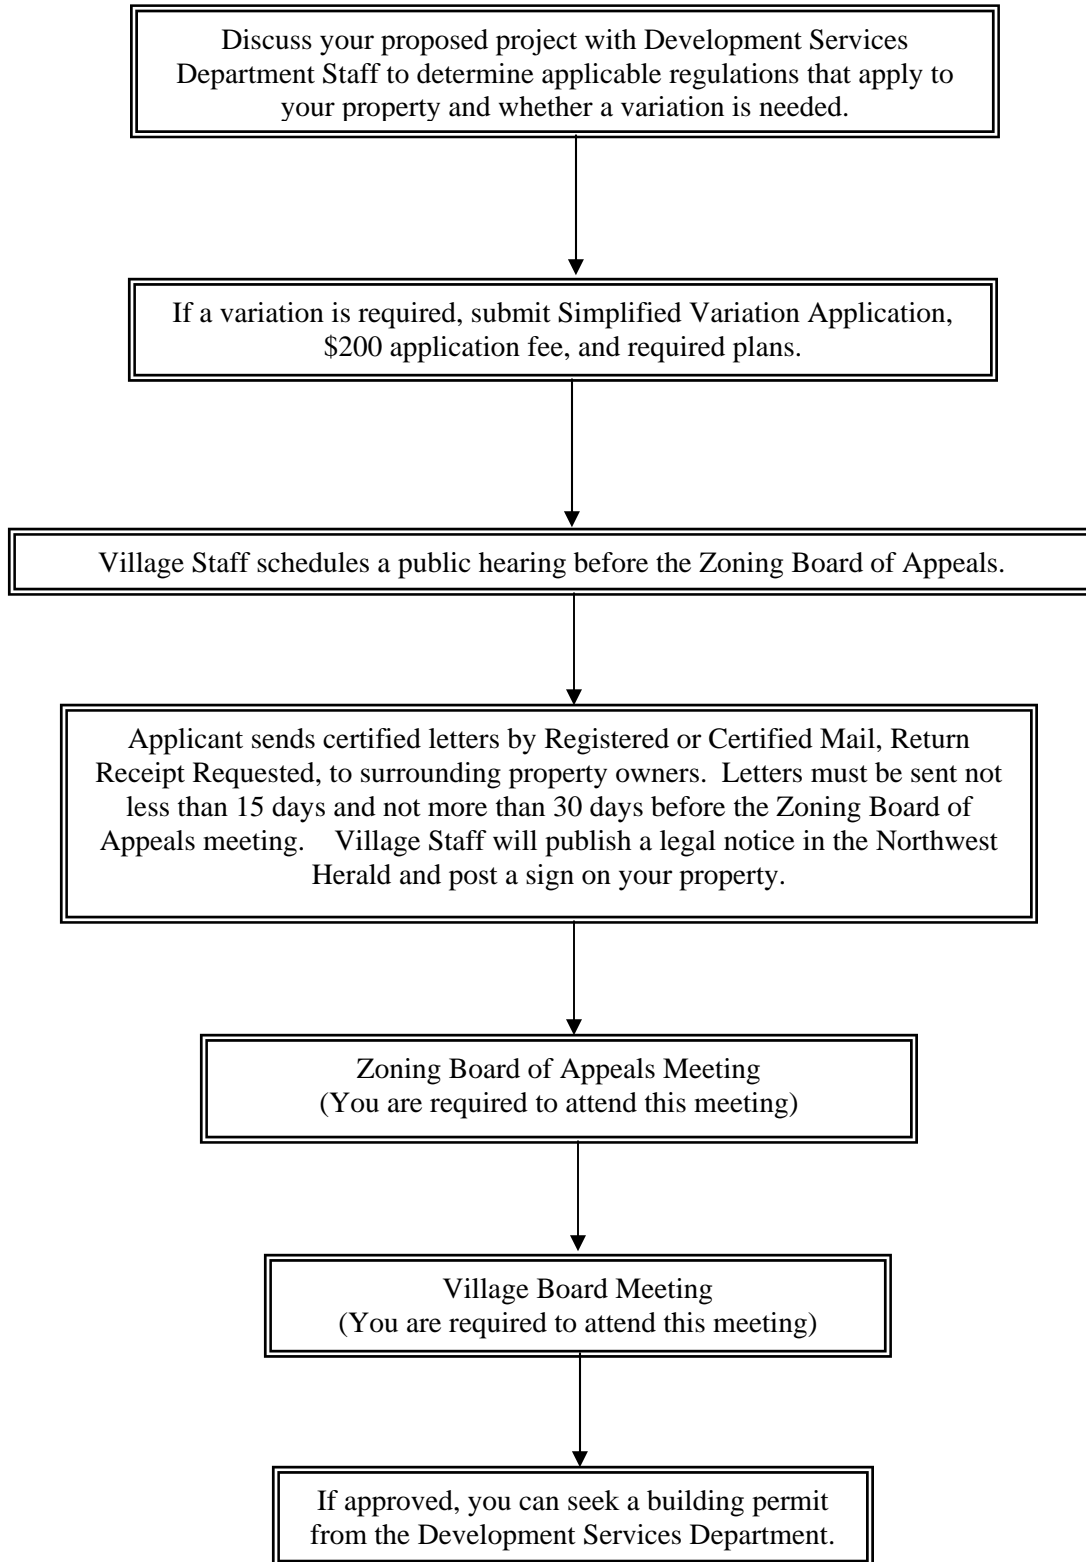 Discuss your proposed project with Development Services
Department Staff to determine applicable regulations that apply to
your property and whether a variation is needed.
If a variation is required, submit Simplified Variation Application,
$200 application fee, and required plans.
Village Staff schedules a public hearing before the Zoning Board of Appeals.
Applicant sends certified letters by Registered or Certified Mail, Return
Receipt Requested, to surrounding property owners.  Letters must be sent not
less than 15 days and not more than 30 days before the Zoning Board of
Appeals meeting.    Village Staff will publish a legal notice in the Northwest
Herald and post a sign on your property.
Zoning Board of Appeals Meeting
(You are required to attend this meeting)
Village Board Meeting
(You are required to attend this meeting)
If approved, you can seek a building permit
from the Development Services Department.